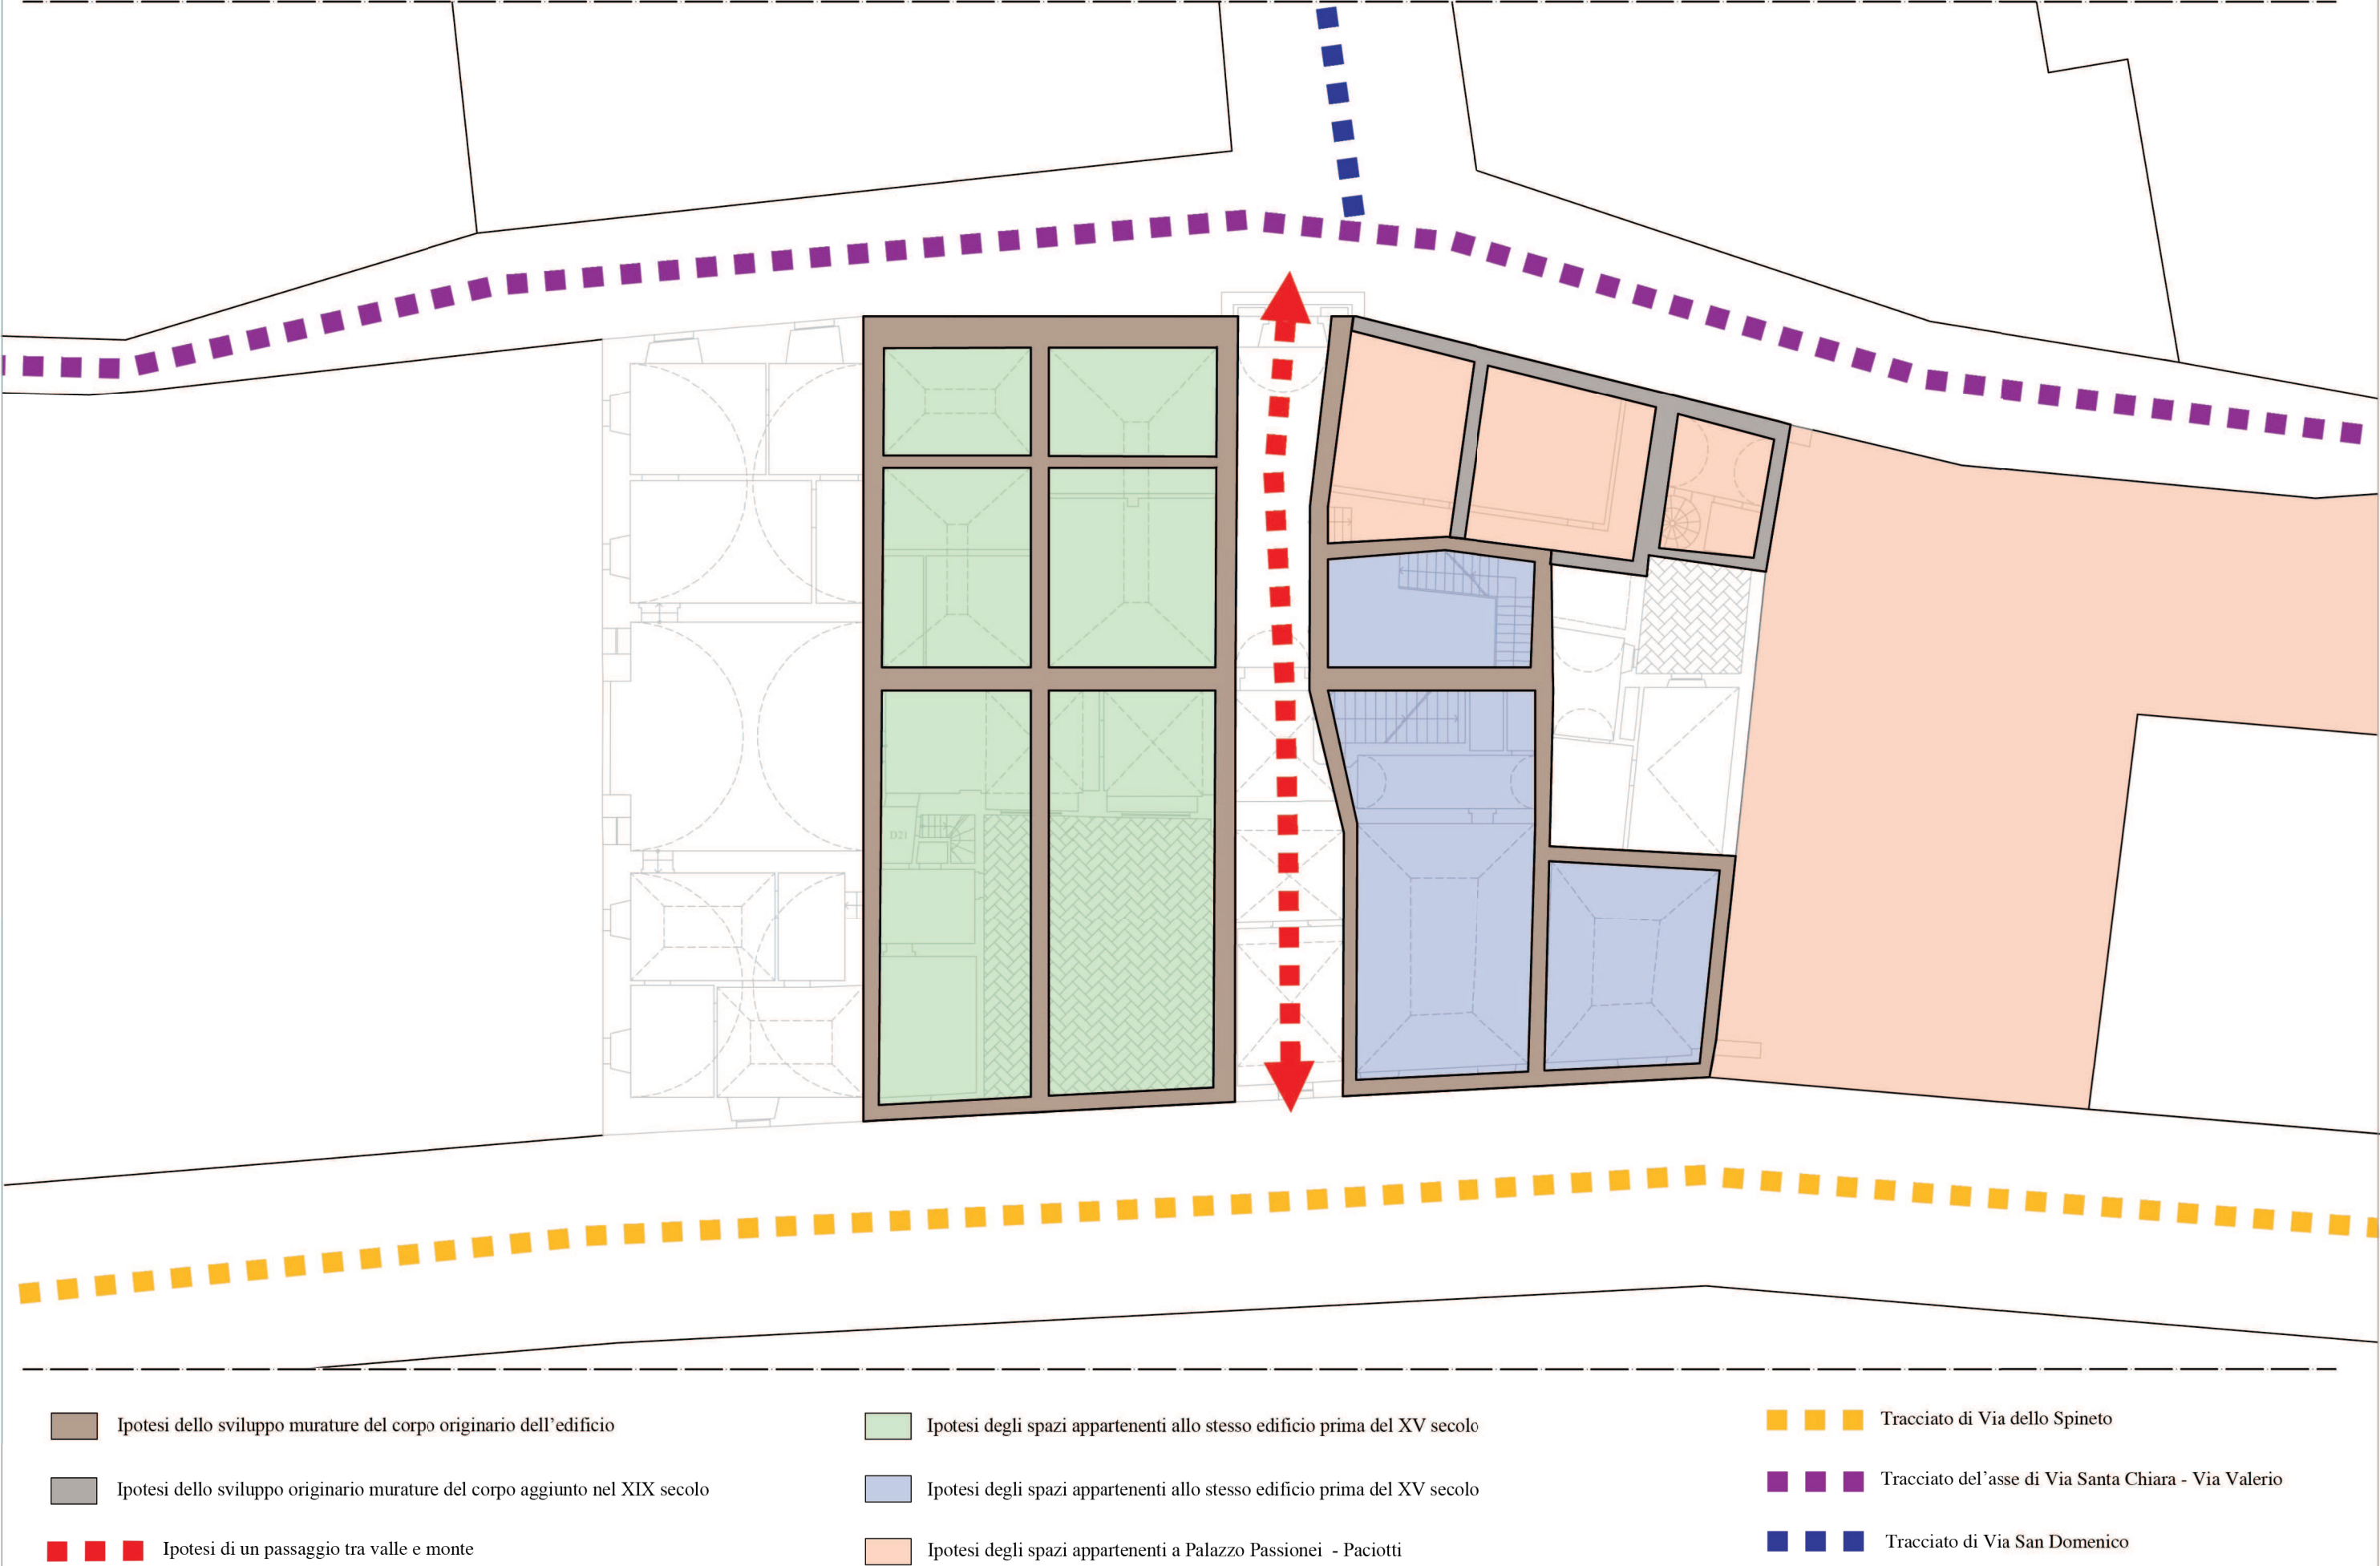 D21
Ipotesi dello sviluppo murature del corpo originario dell’edificio
Ipotesi dello sviluppo originario murature del corpo aggiunto nel XIX secolo
Ipotesi di un passaggio tra valle e monte
Ipotesi degli spazi appartenenti allo stesso edificio prima del XV secolo
Ipotesi degli spazi appartenenti allo stesso edificio prima del XV secolo
Ipotesi degli spazi appartenenti a Palazzo Passionei - Paciotti
Tracciato di Via dello Spineto
Tracciato del’asse di Via Santa Chiara - Via Valerio
Tracciato di Via San Domenico